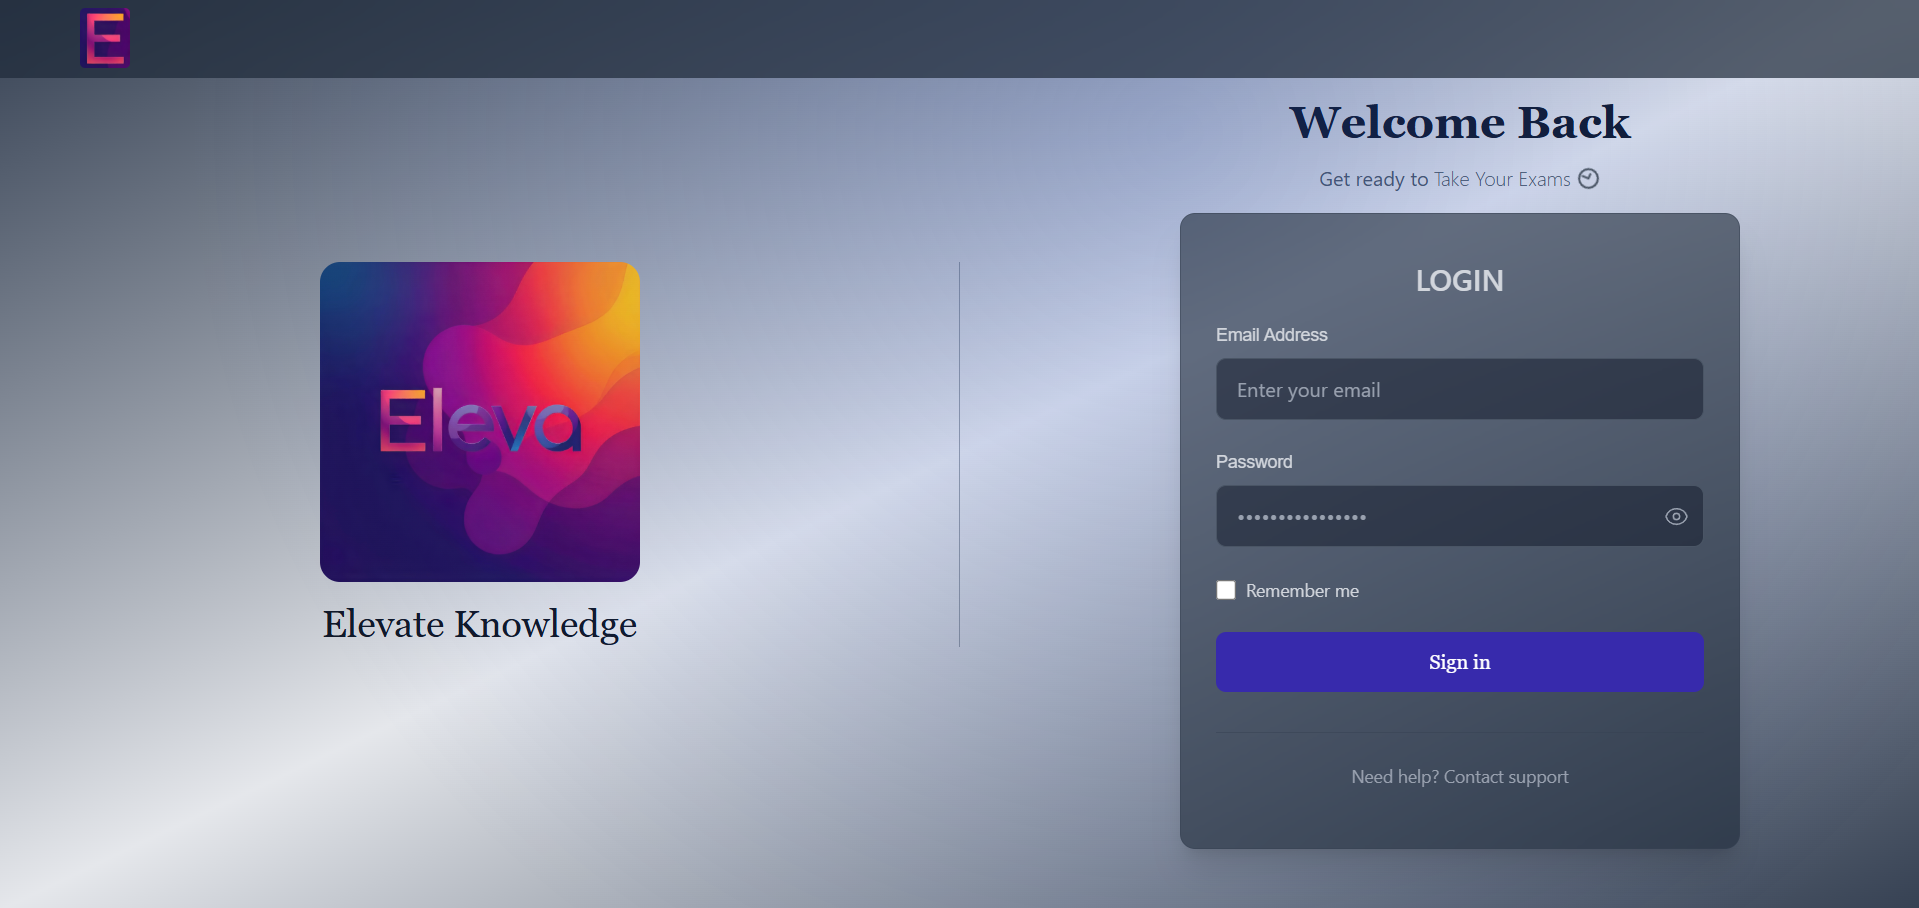 E
Welcome Back
Get ready to Take Your Exams
Eleva
Elevate Knowledge
LOGIN
Email Address
Enter your email
Password
••••••••••••••••
Remember me
Sign in
Need help? Contact support